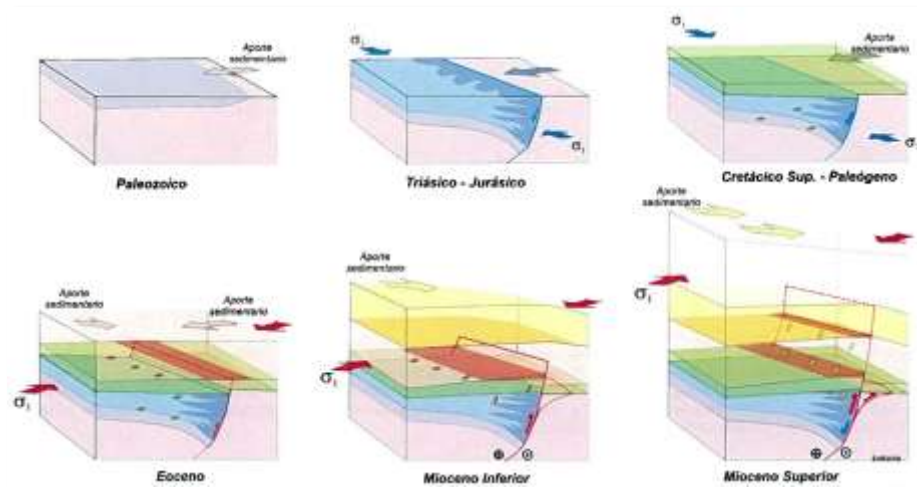 Aporte
sedimentario
Paleozoico
σ1
σ1
Triásico - Jurásico
σ1
Aporte
sedimentario
σ
Cretácico Sup. - Paleógeno
Aporte
sedimentario
Aporte
sedimentario
σ1
Eoceno
Aporte
sedimentario
σ1
Mioceno Inferior
Aporte
sedimentario
σ1
Mioceno Superior